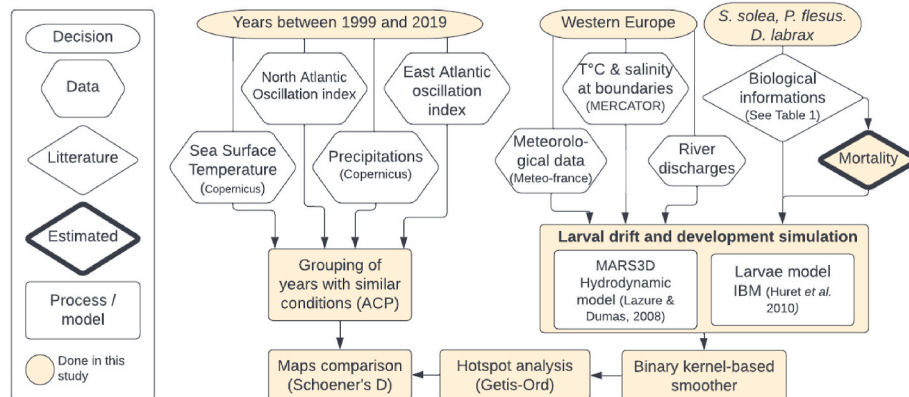 Decision
Data
Litterature
Estimated
Process /
model
Done in this
study
Years between 1999 and 2019
North Atlantic
Oscillation index
East Atlantic
oscillation
index
Sea Surface
Temperature
(Copernicus)
Precipitations
(Copernicus)
Grouping of
years with similar
conditions (ACP)
Maps comparison
(Schoener's D)
Western Europe
T°C & salinity
at boundaries
(MERCATOR)
Meteorolo-
gical data
(Meteo-france)
River
discharges
S. solea, P. flesus.
D. labrax
Biological
informations
(See Table 1)
Mortality
Larval drift and development simulation
MARS3D
Hydrodynamic
model (Lazure &
Dumas, 2008)
Larvae model
IBM (Huret et al.
2010)
Hotspot analysis
(Getis-Ord)
Binary kernel-based
smoother